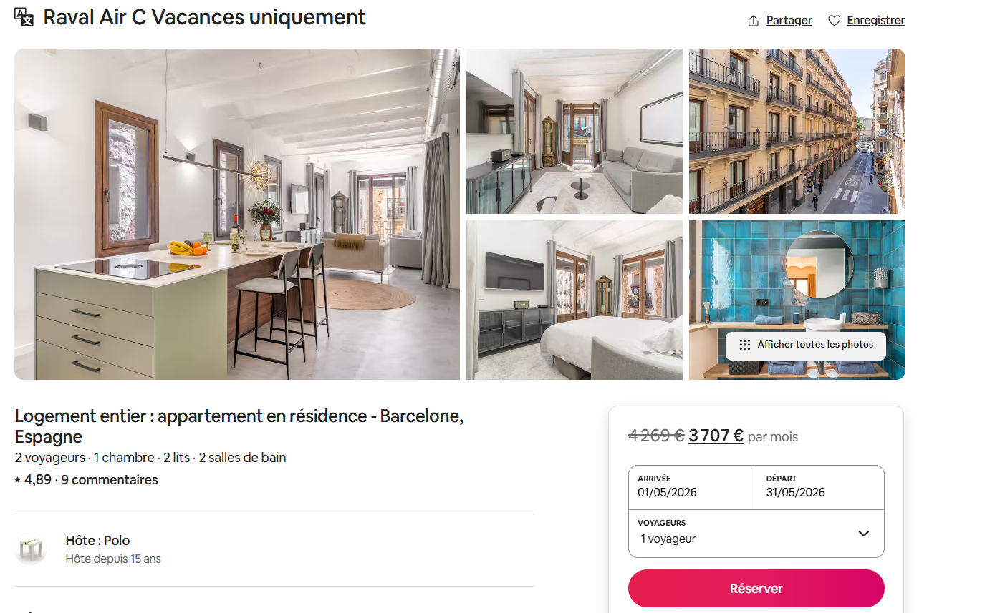 Raval Air C Vacances uniquement
Partager
Enregistrer
Afficher toutes les photos
Logement entier : appartement en résidence - Barcelone,
Espagne
2 voyageurs · 1 chambre · 2 lits · 2 salles de bain
4,89 · 9 commentaires
Hôte : Polo
Hôte depuis 15 ans
4 269 € 3 707 € par mois
ARRIVÉE
01/05/2026
DÉPART
31/05/2026
VOYAGEURS
1 voyageur
Réserver